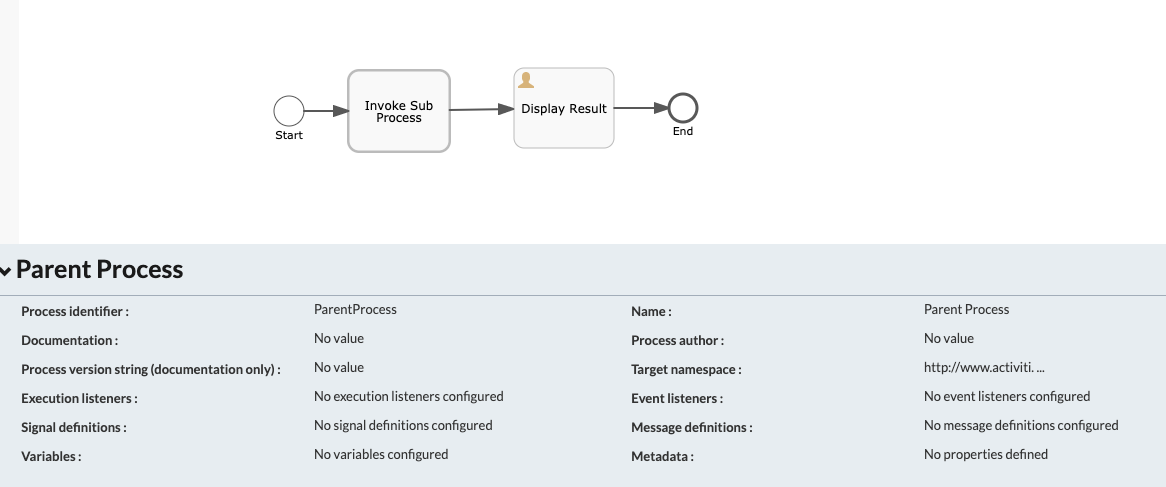 Invoke Sub
Process
Display Result
Start
End
Parent Process
Process identifier : ParentProcess Name : Parent Process
Documentation : No value Process author : No value
Process version string (documentation only) : No value Target namespace : http://www.activiti. ...
Execution listeners : No execution listeners configured Event listeners : No event listeners configured
Signal definitions : No signal definitions configured Message definitions : No message definitions configured
Variables : No variables configured Metadata : No properties defined